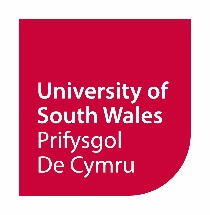 University of
South Wales
Prifysgol
De Cymru